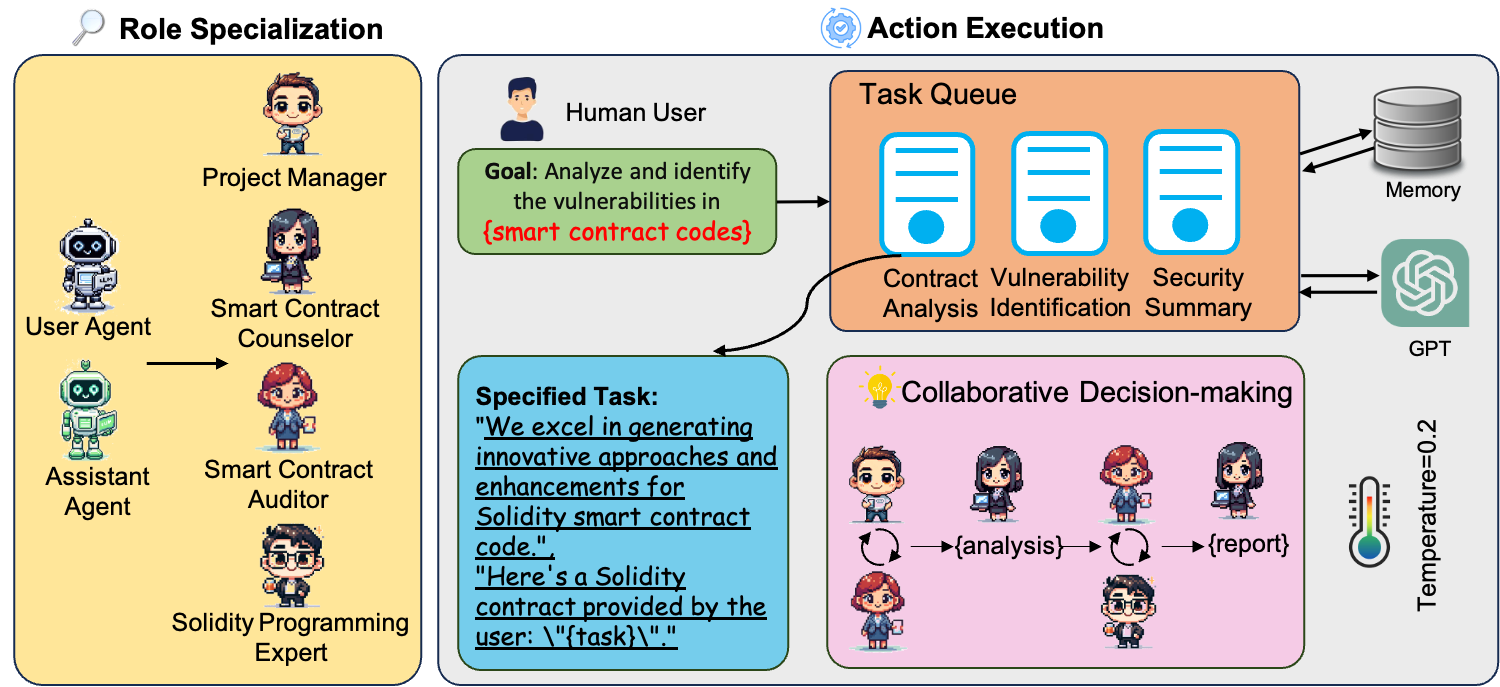 Role Specialization
Project Manager
User Agent
Smart Contract
Counselor
Assistant
Agent
Smart Contract
Auditor
Solidity Programming
Expert
Action Execution
Human User
Goal: Analyze and identify
the vulnerabilities in
{smart contract codes}
Task Queue
Contract
Analysis
Vulnerability
Identification
Security
Summary
Memory
GPT
Specified Task:
"We excel in generating
innovative approaches and
enhancements for
Solidity smart contract
code.",
"Here's a Solidity
contract provided by the
user: \"{task}\"."
Collaborative Decision-making
{analysis}
{report}
Temperature=0.2